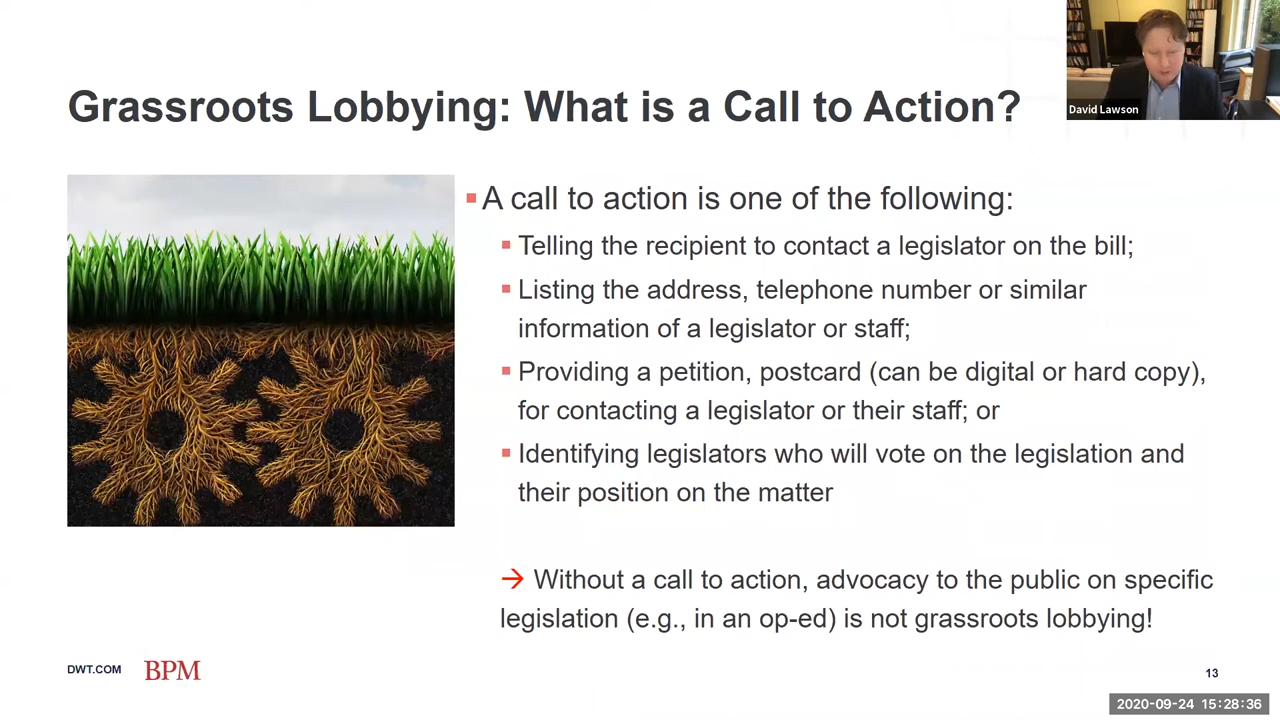 Grassroots Lobbying: What is a Call to Action?
David Lawson
A call to action is one of the following:
Telling the recipient to contact a legislator on the bill;
Listing the address, telephone number or similar
information of a legislator or staff;
Providing a petition, postcard (can be digital or hard copy),
for contacting a legislator or their staff; or
Identifying legislators who will vote on the legislation and
their position on the matter
→ Without a call to action, advocacy to the public on specific
legislation (e.g., in an op-ed) is not grassroots lobbying!
DWT.COM
BPM
13
2020-09-24 15:28:36